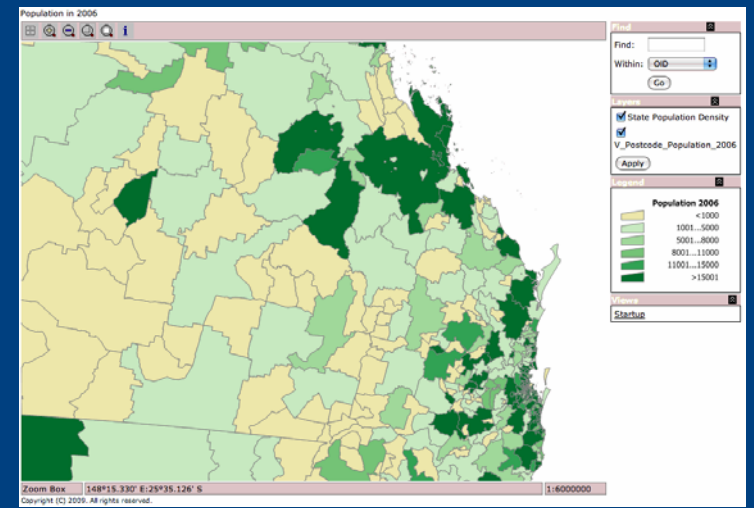 Population in 2006
i
Find
Find:
Within: OID
Go
Layers
State Population Density
V_Postcode_Population_2006
Apply
Legend
Population 2006
<1000
1001...5000
5001...8000
8001...11000
11001...15000
>15001
Views
Startup
Zoom Box 148°15.330' E:25°35.126' S 1:6000000
Copyright (C) 2009. All rights reserved.